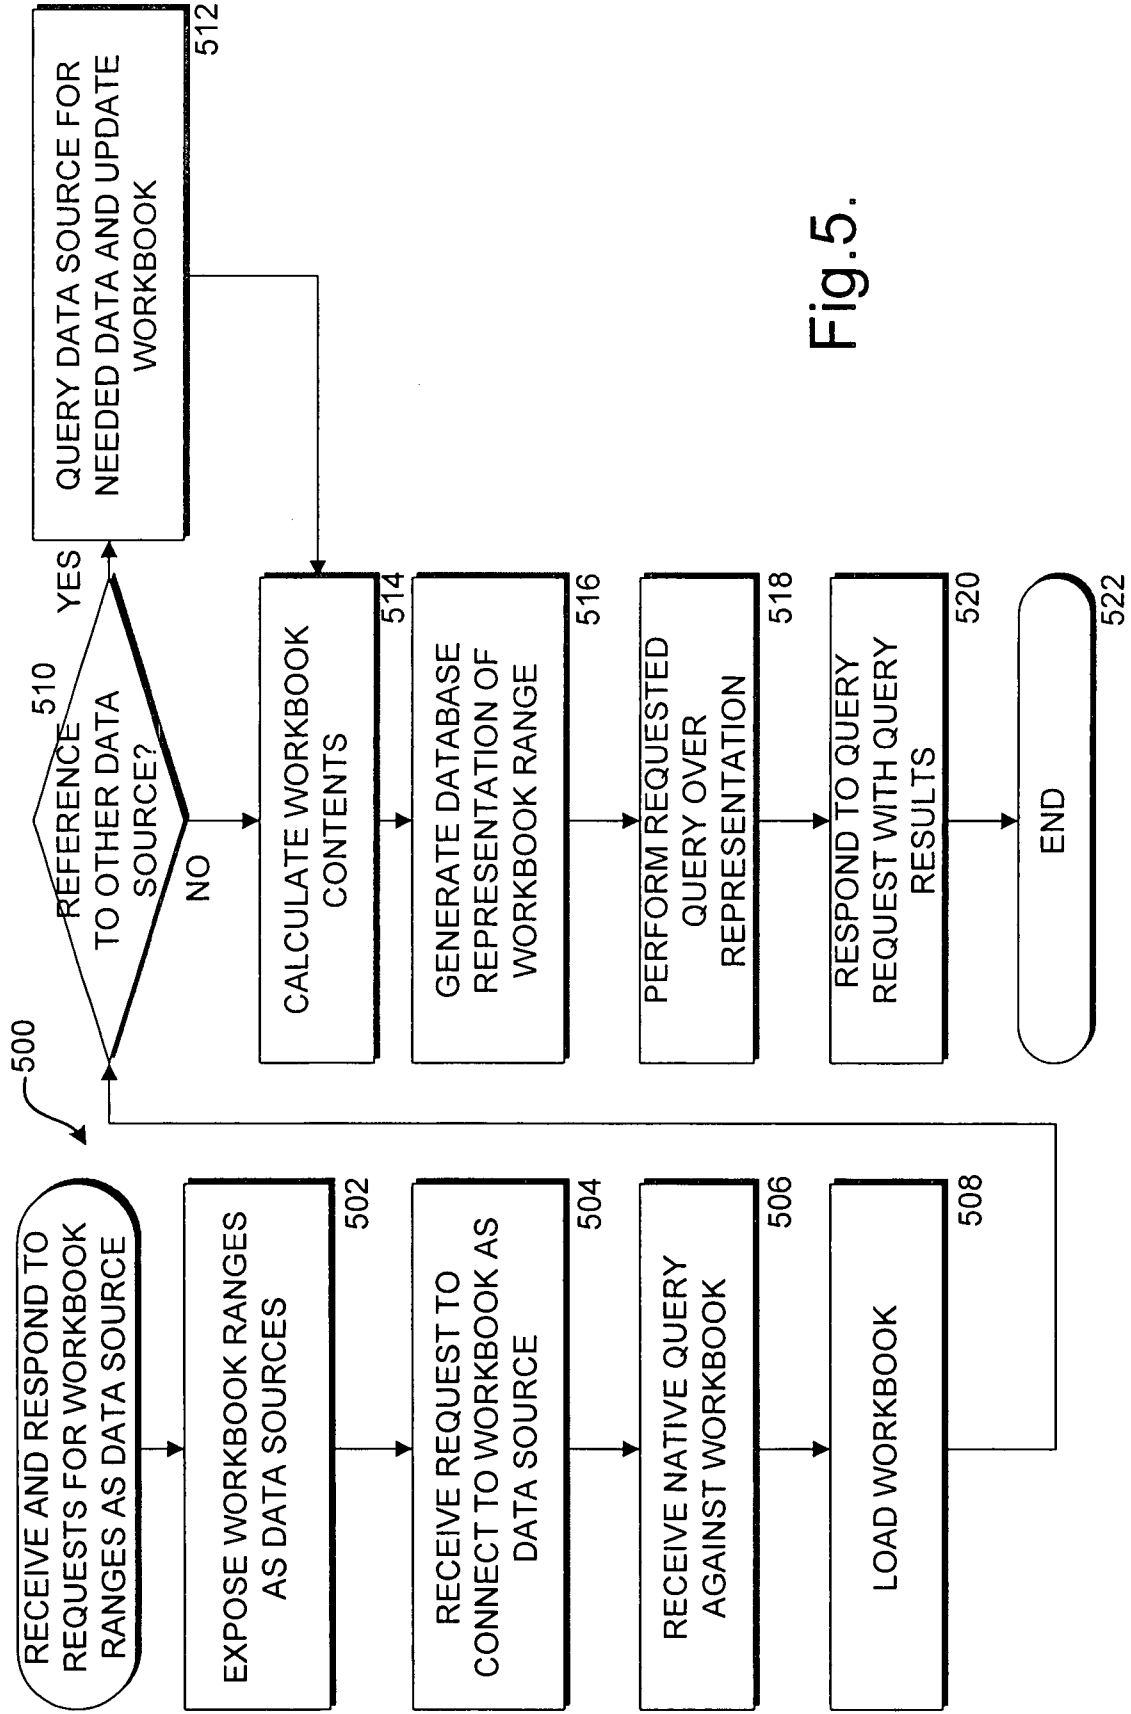 500
RECEIVE AND RESPOND TO
REQUESTS FOR WORKBOOK
RANGES AS DATA SOURCE
EXPOSE WORKBOOK RANGES
AS DATA SOURCES
502
RECEIVE REQUEST TO
CONNECT TO WORKBOOK AS
DATA SOURCE
504
RECEIVE NATIVE QUERY
AGAINST WORKBOOK
506
LOAD WORKBOOK
508
510
REFERENCE
TO OTHER DATA
SOURCE?
YES
NO
QUERY DATA SOURCE FOR
NEEDED DATA AND UPDATE
WORKBOOK
512
CALCULATE WORKBOOK
CONTENTS
514
GENERATE DATABASE
REPRESENTATION OF
WORKBOOK RANGE
516
PERFORM REQUESTED
QUERY OVER
REPRESENTATION
518
RESPOND TO QUERY
REQUEST WITH QUERY
RESULTS
520
END
522
Fig.5.